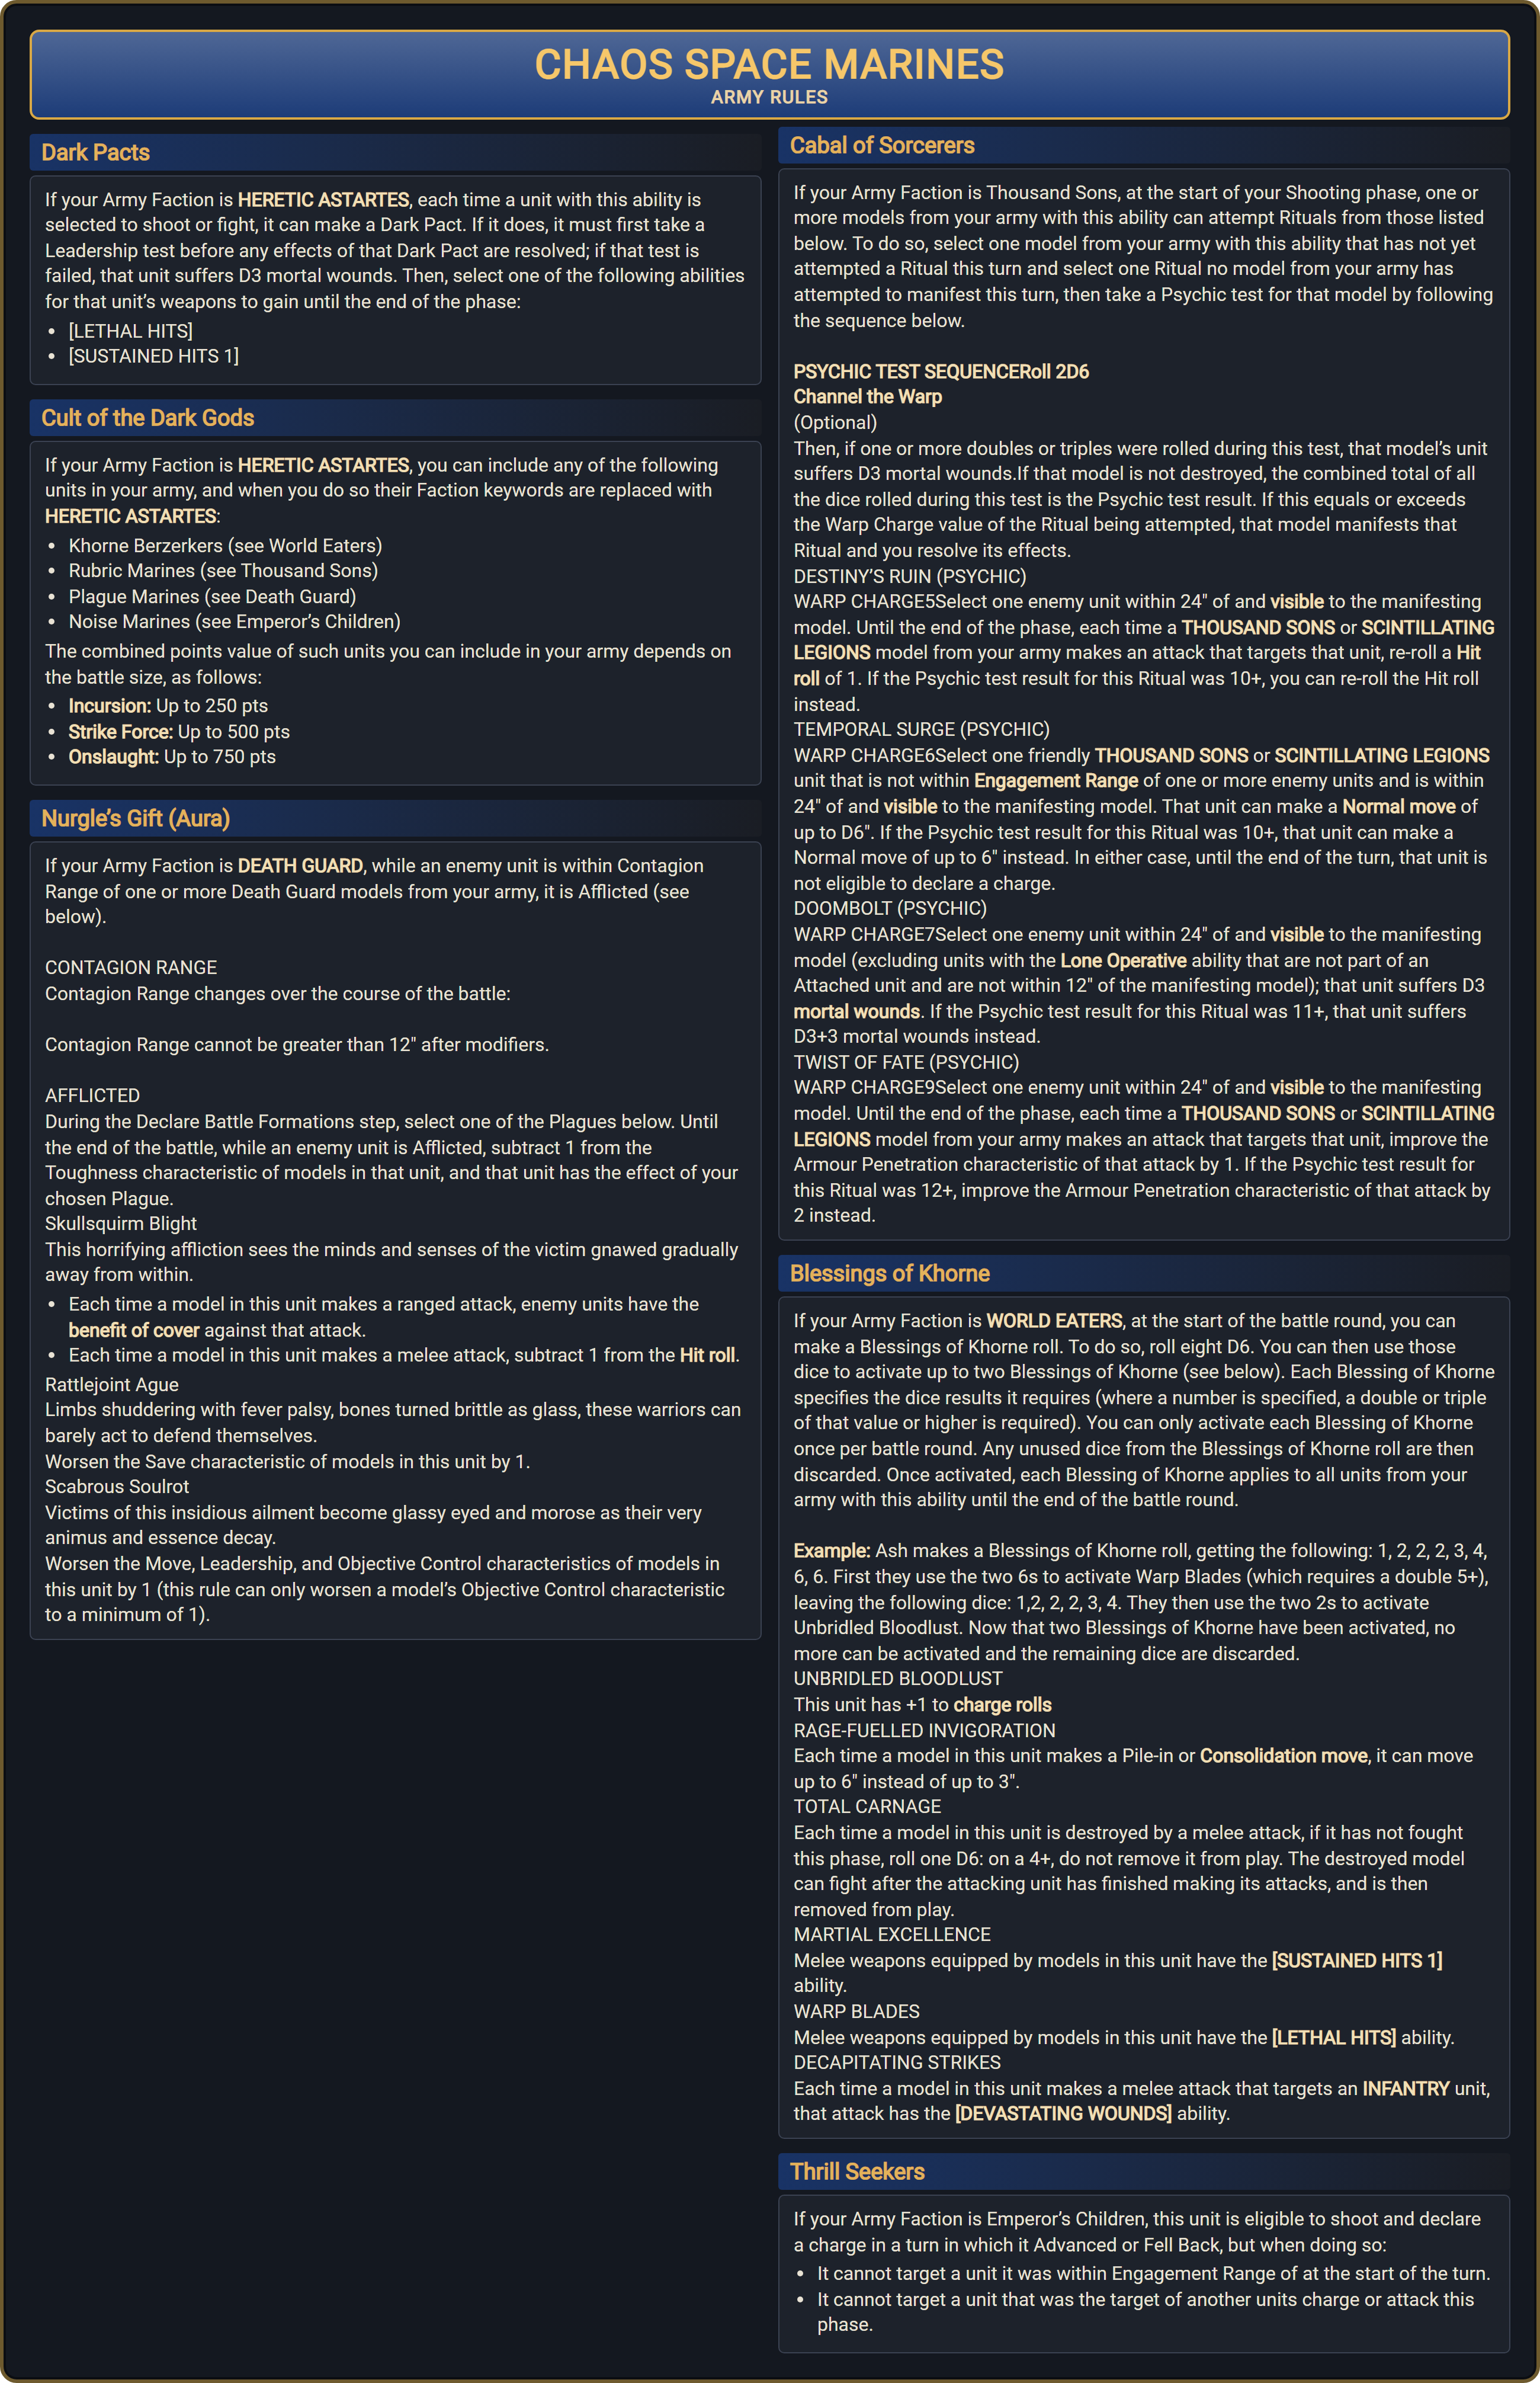 CHAOS SPACE MARINES
ARMY RULES
Dark Pacts
If your Army Faction is HERETIC ASTARTES, each time a unit with this ability is
selected to shoot or fight, it can make a Dark Pact. If it does, it must first take a
Leadership test before any effects of that Dark Pact are resolved; if that test is
failed, that unit suffers D3 mortal wounds. Then, select one of the following abilities
for that unit’s weapons to gain until the end of the phase:
• [LETHAL HITS]
• [SUSTAINED HITS 1]
Cult of the Dark Gods
If your Army Faction is HERETIC ASTARTES, you can include any of the following
units in your army, and when you do so their Faction keywords are replaced with
HERETIC ASTARTES:
• Khorne Berzerkers (see World Eaters)
• Rubric Marines (see Thousand Sons)
• Plague Marines (see Death Guard)
• Noise Marines (see Emperor’s Children)
The combined points value of such units you can include in your army depends on
the battle size, as follows:
• Incursion: Up to 250 pts
• Strike Force: Up to 500 pts
• Onslaught: Up to 750 pts
Nurgle’s Gift (Aura)
If your Army Faction is DEATH GUARD, while an enemy unit is within Contagion
Range of one or more Death Guard models from your army, it is Afflicted (see
below).
CONTAGION RANGE
Contagion Range changes over the course of the battle:
Contagion Range cannot be greater than 12" after modifiers.
AFFLICTED
During the Declare Battle Formations step, select one of the Plagues below. Until
the end of the battle, while an enemy unit is Afflicted, subtract 1 from the
Toughness characteristic of models in that unit, and that unit has the effect of your
chosen Plague.
Skullsquirm Blight
This horrifying affliction sees the minds and senses of the victim gnawed gradually
away from within.
• Each time a model in this unit makes a ranged attack, enemy units have the
benefit of cover against that attack.
• Each time a model in this unit makes a melee attack, subtract 1 from the Hit roll.
Rattlejoint Ague
Limbs shuddering with fever palsy, bones turned brittle as glass, these warriors can
barely act to defend themselves.
Worsen the Save characteristic of models in this unit by 1.
Scabrous Soulrot
Victims of this insidious ailment become glassy eyed and morose as their very
animus and essence decay.
Worsen the Move, Leadership, and Objective Control characteristics of models in
this unit by 1 (this rule can only worsen a model’s Objective Control characteristic
to a minimum of 1).
Cabal of Sorcerers
If your Army Faction is Thousand Sons, at the start of your Shooting phase, one or
more models from your army with this ability can attempt Rituals from those listed
below. To do so, select one model from your army with this ability that has not yet
attempted a Ritual this turn and select one Ritual no model from your army has
attempted to manifest this turn, then take a Psychic test for that model by following
the sequence below.
PSYCHIC TEST SEQUENCERoll 2D6
Channel the Warp
(Optional)
Then, if one or more doubles or triples were rolled during this test, that model’s unit
suffers D3 mortal wounds.If that model is not destroyed, the combined total of all
the dice rolled during this test is the Psychic test result. If this equals or exceeds
the Warp Charge value of the Ritual being attempted, that model manifests that
Ritual and you resolve its effects.
DESTINY’S RUIN (PSYCHIC)
WARP CHARGE5Select one enemy unit within 24" of and visible to the manifesting
model. Until the end of the phase, each time a THOUSAND SONS or SCINTILLATING
LEGIONS model from your army makes an attack that targets that unit, re-roll a Hit
roll of 1. If the Psychic test result for this Ritual was 10+, you can re-roll the Hit roll
instead.
TEMPORAL SURGE (PSYCHIC)
WARP CHARGE6Select one friendly THOUSAND SONS or SCINTILLATING LEGIONS
unit that is not within Engagement Range of one or more enemy units and is within
24" of and visible to the manifesting model. That unit can make a Normal move of
up to D6". If the Psychic test result for this Ritual was 10+, that unit can make a
Normal move of up to 6" instead. In either case, until the end of the turn, that unit is
not eligible to declare a charge.
DOOMBOLT (PSYCHIC)
WARP CHARGE7Select one enemy unit within 24" of and visible to the manifesting
model (excluding units with the Lone Operative ability that are not part of an
Attached unit and are not within 12" of the manifesting model); that unit suffers D3
mortal wounds. If the Psychic test result for this Ritual was 11+, that unit suffers
D3+3 mortal wounds instead.
TWIST OF FATE (PSYCHIC)
WARP CHARGE9Select one enemy unit within 24" of and visible to the manifesting
model. Until the end of the phase, each time a THOUSAND SONS or SCINTILLATING
LEGIONS model from your army makes an attack that targets that unit, improve the
Armour Penetration characteristic of that attack by 1. If the Psychic test result for
this Ritual was 12+, improve the Armour Penetration characteristic of that attack by
2 instead.
Blessings of Khorne
If your Army Faction is WORLD EATERS, at the start of the battle round, you can
make a Blessings of Khorne roll. To do so, roll eight D6. You can then use those
dice to activate up to two Blessings of Khorne (see below). Each Blessing of Khorne
specifies the dice results it requires (where a number is specified, a double or triple
of that value or higher is required). You can only activate each Blessing of Khorne
once per battle round. Any unused dice from the Blessings of Khorne roll are then
discarded. Once activated, each Blessing of Khorne applies to all units from your
army with this ability until the end of the battle round.
Example: Ash makes a Blessings of Khorne roll, getting the following: 1, 2, 2, 2, 3, 4,
6, 6. First they use the two 6s to activate Warp Blades (which requires a double 5+),
leaving the following dice: 1,2, 2, 2, 3, 4. They then use the two 2s to activate
Unbridled Bloodlust. Now that two Blessings of Khorne have been activated, no
more can be activated and the remaining dice are discarded.
UNBRIDLED BLOODLUST
This unit has +1 to charge rolls
RAGE-FUELLED INVIGORATION
Each time a model in this unit makes a Pile-in or Consolidation move, it can move
up to 6" instead of up to 3".
TOTAL CARNAGE
Each time a model in this unit is destroyed by a melee attack, if it has not fought
this phase, roll one D6: on a 4+, do not remove it from play. The destroyed model
can fight after the attacking unit has finished making its attacks, and is then
removed from play.
MARTIAL EXCELLENCE
Melee weapons equipped by models in this unit have the [SUSTAINED HITS 1]
ability.
WARP BLADES
Melee weapons equipped by models in this unit have the [LETHAL HITS] ability.
DECAPITATING STRIKES
Each time a model in this unit makes a melee attack that targets an INFANTRY unit,
that attack has the [DEVASTATING WOUNDS] ability.
Thrill Seekers
If your Army Faction is Emperor’s Children, this unit is eligible to shoot and declare
a charge in a turn in which it Advanced or Fell Back, but when doing so:
• It cannot target a unit it was within Engagement Range of at the start of the turn.
• It cannot target a unit that was the target of another units charge or attack this
phase.